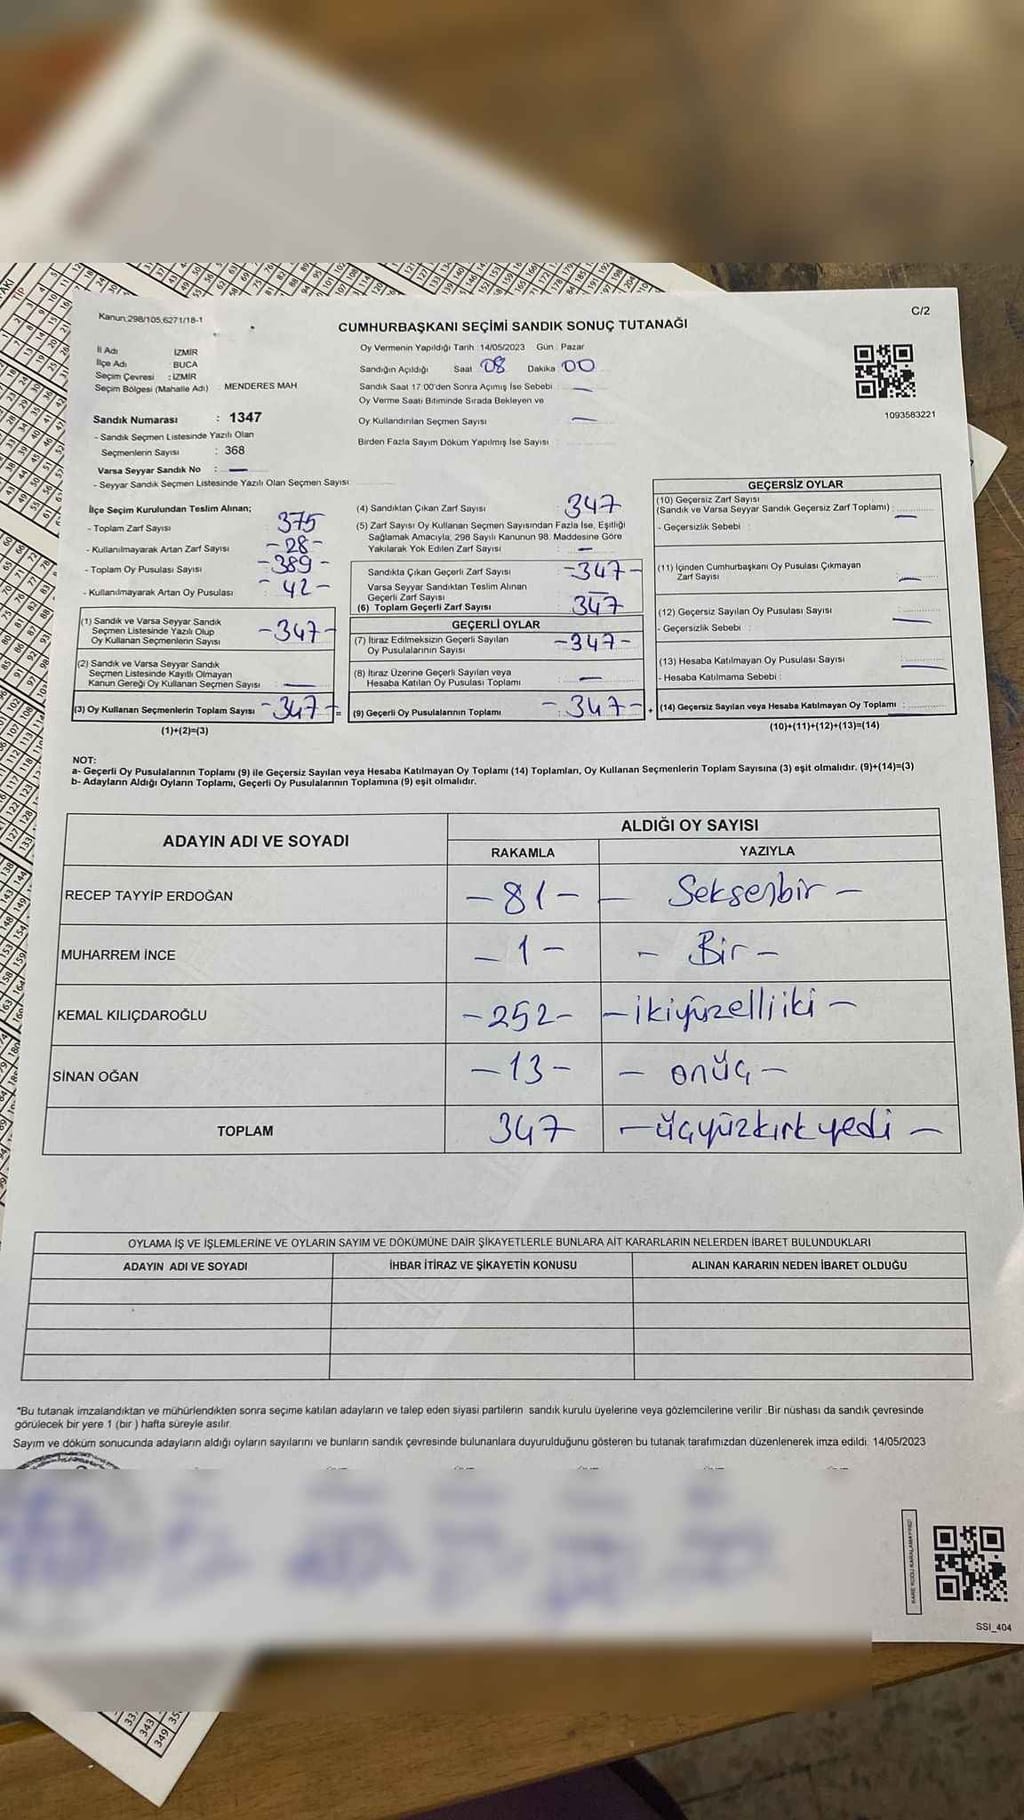 Kanun;298/105,6271/18-1
C/2
CUMHURBAŞKANI SEÇİMİ SANDIK SONUÇ TUTANAĞI
İl Adı İZMİR
İlçe Adı BUCA
Seçim Çevresi : İZMİR
Seçim Bölgesi (Mahalle Adı) MENDERES MAH
Oy Vermenin Yapıldığı Tarih 14/05/2023 Gün : Pazar
Sandığın Açıldığı Saat 08 Dakika 00
Sandık Saat 17 00'den Sonra Açımış İse Sebebi : —
Oy Verme Saati Bitiminde Sırada Bekleyen ve
Oy Kullandırılan Seçmen Sayısı —
Birden Fazla Sayım Döküm Yapılmış İse Sayısı :
1093583221
Sandık Numarası : 1347
- Sandık Seçmen Listesinde Yazılı Olan
Seçmenlerin Sayısı : 368
Varsa Seyyar Sandık No : —
- Seyyar Sandık Seçmen Listesinde Yazılı Olan Seçmen Sayısı
İlçe Seçim Kurulundan Teslim Alınan;
- Toplam Zarf Sayısı 375
- Kullanılmayarak Artan Zarf Sayısı -28-
- Toplam Oy Pusulası Sayısı -389-
- Kullanılmayarak Artan Oy Pusulası - 42 -
(1) Sandık ve Varsa Seyyar Sandık
Seçmen Listesinde Yazılı Olup
Oy Kullanan Seçmenlerin Sayısı -347-
(2) Sandık ve Varsa Seyyar Sandık
Seçmen Listesinde Kayıtlı Olmayan
Kanun Gereği Oy Kullanan Seçmen Sayısı : —
(3) Oy Kullanan Seçmenlerin Toplam Sayısı -347- =
(1)+(2)=(3)
(4) Sandıktan Çıkan Zarf Sayısı : 347
(5) Zarf Sayısı Oy Kullanan Seçmen Sayısından Fazla İse, Eşitliği
Sağlamak Amacıyla, 298 Sayılı Kanunun 98. Maddesine Göre
Yakılarak Yok Edilen Zarf Sayısı : —
Sandıkta Çıkan Geçerli Zarf Sayısı : -347-
Varsa Seyyar Sandıktan Teslim Alınan
Geçerli Zarf Sayısı : —
(6) Toplam Geçerli Zarf Sayısı : 347
GEÇERLİ OYLAR
(7) İtiraz Edilmeksizin Geçerli Sayılan
Oy Pusulalarının Sayısı -347-
(8) İtiraz Üzerine Geçerli Sayılan veya
Hesaba Katılan Oy Pusulası Toplamı : —
(9) Geçerli Oy Pusulalarının Toplamı : -347- +
GEÇERSİZ OYLAR
(10) Geçersiz Zarf Sayısı
(Sandık ve Varsa Seyyar Sandık Geçersiz Zarf Toplamı) : —
- Geçersizlik Sebebi :
(11) İçinden Cumhurbaşkanı Oy Pusulası Çıkmayan
Zarf Sayısı : —
(12) Geçersiz Sayılan Oy Pusulası Sayısı : —
- Geçersizlik Sebebi :
(13) Hesaba Katılmayan Oy Pusulası Sayısı : —
- Hesaba Katılmama Sebebi :
(14) Geçersiz Sayılan veya Hesaba Katılmayan Oy Toplamı : —
(10)+(11)+(12)+(13)=(14)
NOT:
a- Geçerli Oy Pusulalarının Toplamı (9) ile Geçersiz Sayılan veya Hesaba Katılmayan Oy Toplamı (14) Toplamları, Oy Kullanan Seçmenlerin Toplam Sayısına (3) eşit olmalıdır. (9)+(14)=(3)
b- Adayların Aldığı Oyların Toplamı, Geçerli Oy Pusulalarının Toplamına (9) eşit olmalıdır.
ADAYIN ADI VE SOYADI
ALDIĞI OY SAYISI
RAKAMLA YAZIYLA
RECEP TAYYİP ERDOĞAN -81- - Seksenbir -
MUHARREM İNCE -1- - Bir -
KEMAL KILIÇDAROĞLU -252- - ikiyüzelliiki -
SİNAN OĞAN -13- - onüç -
TOPLAM 347 - üçyüzkırkyedi -
OYLAMA İŞ VE İŞLEMLERİNE VE OYLARIN SAYIM VE DÖKÜMÜNE DAİR ŞİKAYETLERLE BUNLARA AİT KARARLARIN NELERDEN İBARET BULUNDUKLARI
ADAYIN ADI VE SOYADI İHBAR İTİRAZ VE ŞİKAYETİN KONUSU ALINAN KARARIN NEDEN İBARET OLDUĞU
*Bu tutanak imzalandıktan ve mühürlendikten sonra seçime katılan adayların ve talep eden siyasi partilerin sandık kurulu üyelerine veya gözlemcilerine verilir .Bir nüshası da sandık çevresinde
görülecek bir yere 1 (bir ) hafta süreyle asılır.
Sayım ve döküm sonucunda adayların aldığı oyların sayılarını ve bunların sandık çevresinde bulunanlara duyurulduğunu gösteren bu tutanak tarafımızdan düzenlenerek imza edildi. 14/05/2023
SSİ_404